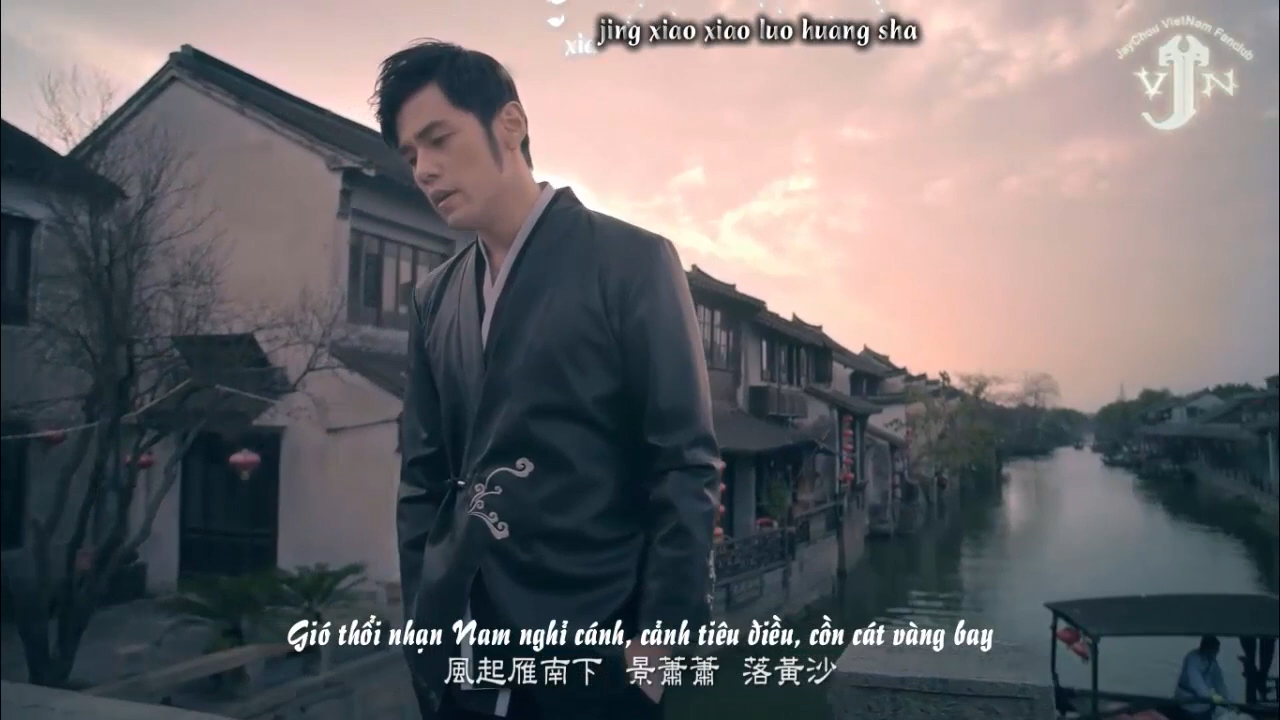 jing xiao xiao luo huang sha
JayChou VietNam Fanclub
VJN
Gió thổi nhạn Nam nghỉ cánh, cảnh tiêu điều, cồn cát vàng bay
風起雁南下 景蕭蕭 落黃沙